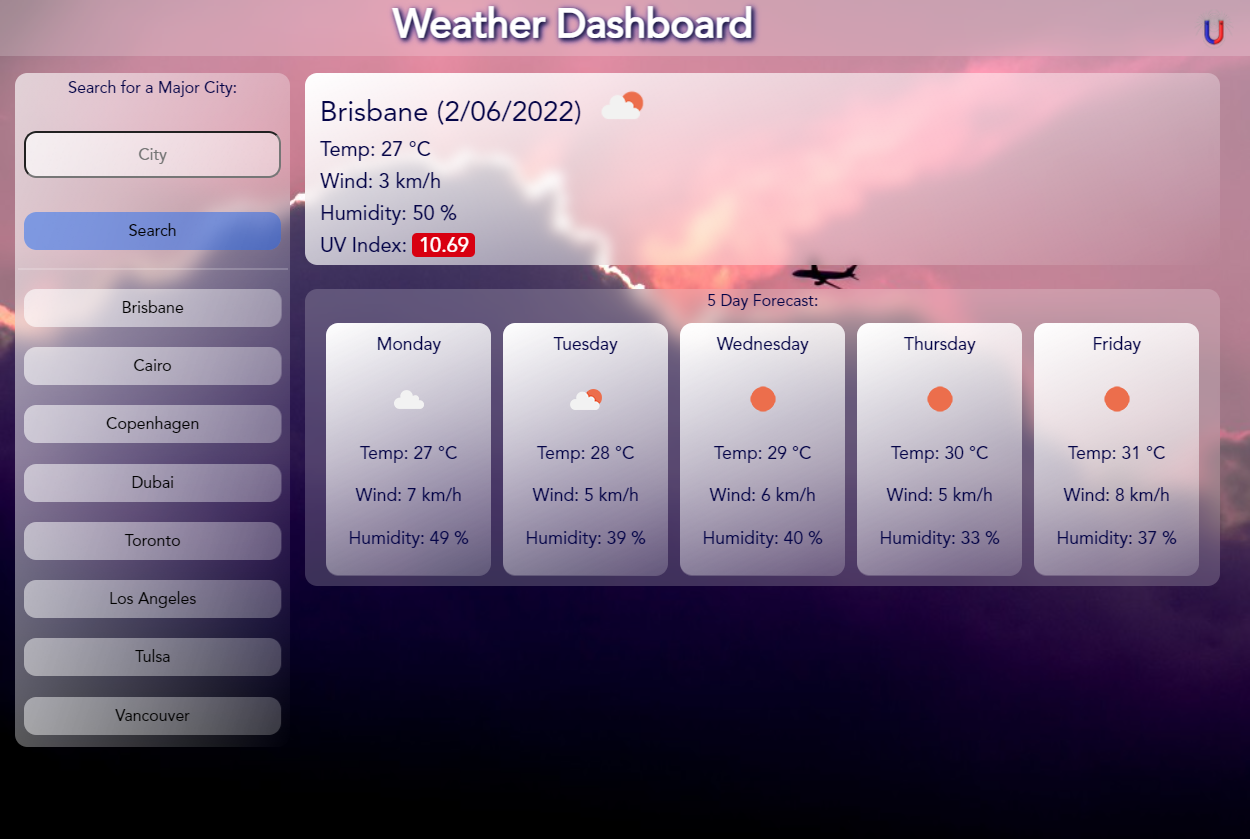 Weather Dashboard
U
Search for a Major City:
City
Search
Brisbane
Cairo
Copenhagen
Dubai
Toronto
Los Angeles
Tulsa
Vancouver
Brisbane (2/06/2022)
Temp: 27 °C
Wind: 3 km/h
Humidity: 50 %
UV Index: 10.69
5 Day Forecast:
Monday
Temp: 27 °C
Wind: 7 km/h
Humidity: 49 %
Tuesday
Temp: 28 °C
Wind: 5 km/h
Humidity: 39 %
Wednesday
Temp: 29 °C
Wind: 6 km/h
Humidity: 40 %
Thursday
Temp: 30 °C
Wind: 5 km/h
Humidity: 33 %
Friday
Temp: 31 °C
Wind: 8 km/h
Humidity: 37 %